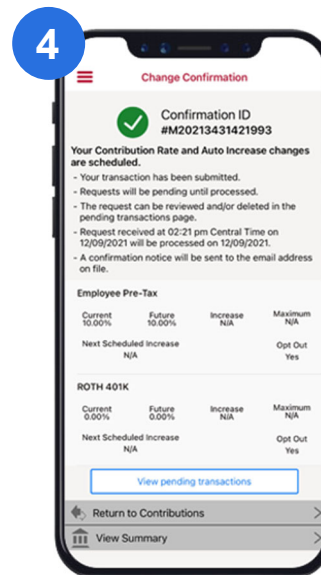 4
Change Confirmation
Confirmation ID
#M20213431421993
Your Contribution Rate and Auto Increase changes
are scheduled.
- Your transaction has been submitted.
- Requests will be pending until processed.
- The request can be reviewed and/or deleted in the
pending transactions page.
- Request received at 02:21 pm Central Time on
12/09/2021 will be processed on 12/09/2021.
- A confirmation notice will be sent to the email address
on file.
Employee Pre-Tax
Current Future Increase Maximum
10.00% 10.00% N/A N/A
Next Scheduled Increase Opt Out
N/A Yes
ROTH 401K
Current Future Increase Maximum
0.00% 0.00% N/A N/A
Next Scheduled Increase Opt Out
N/A Yes
View pending transactions
Return to Contributions
View Summary